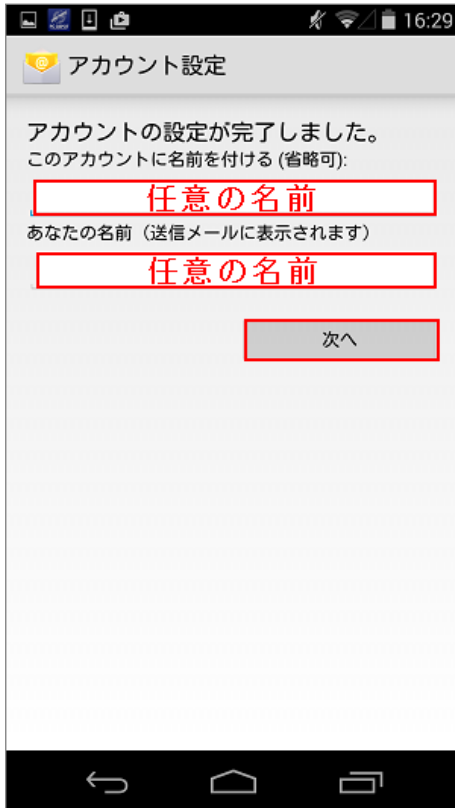 16:29
アカウント設定
アカウントの設定が完了しました。
このアカウントに名前を付ける (省略可):
任意の名前
あなたの名前（送信メールに表示されます）
任意の名前
次へ